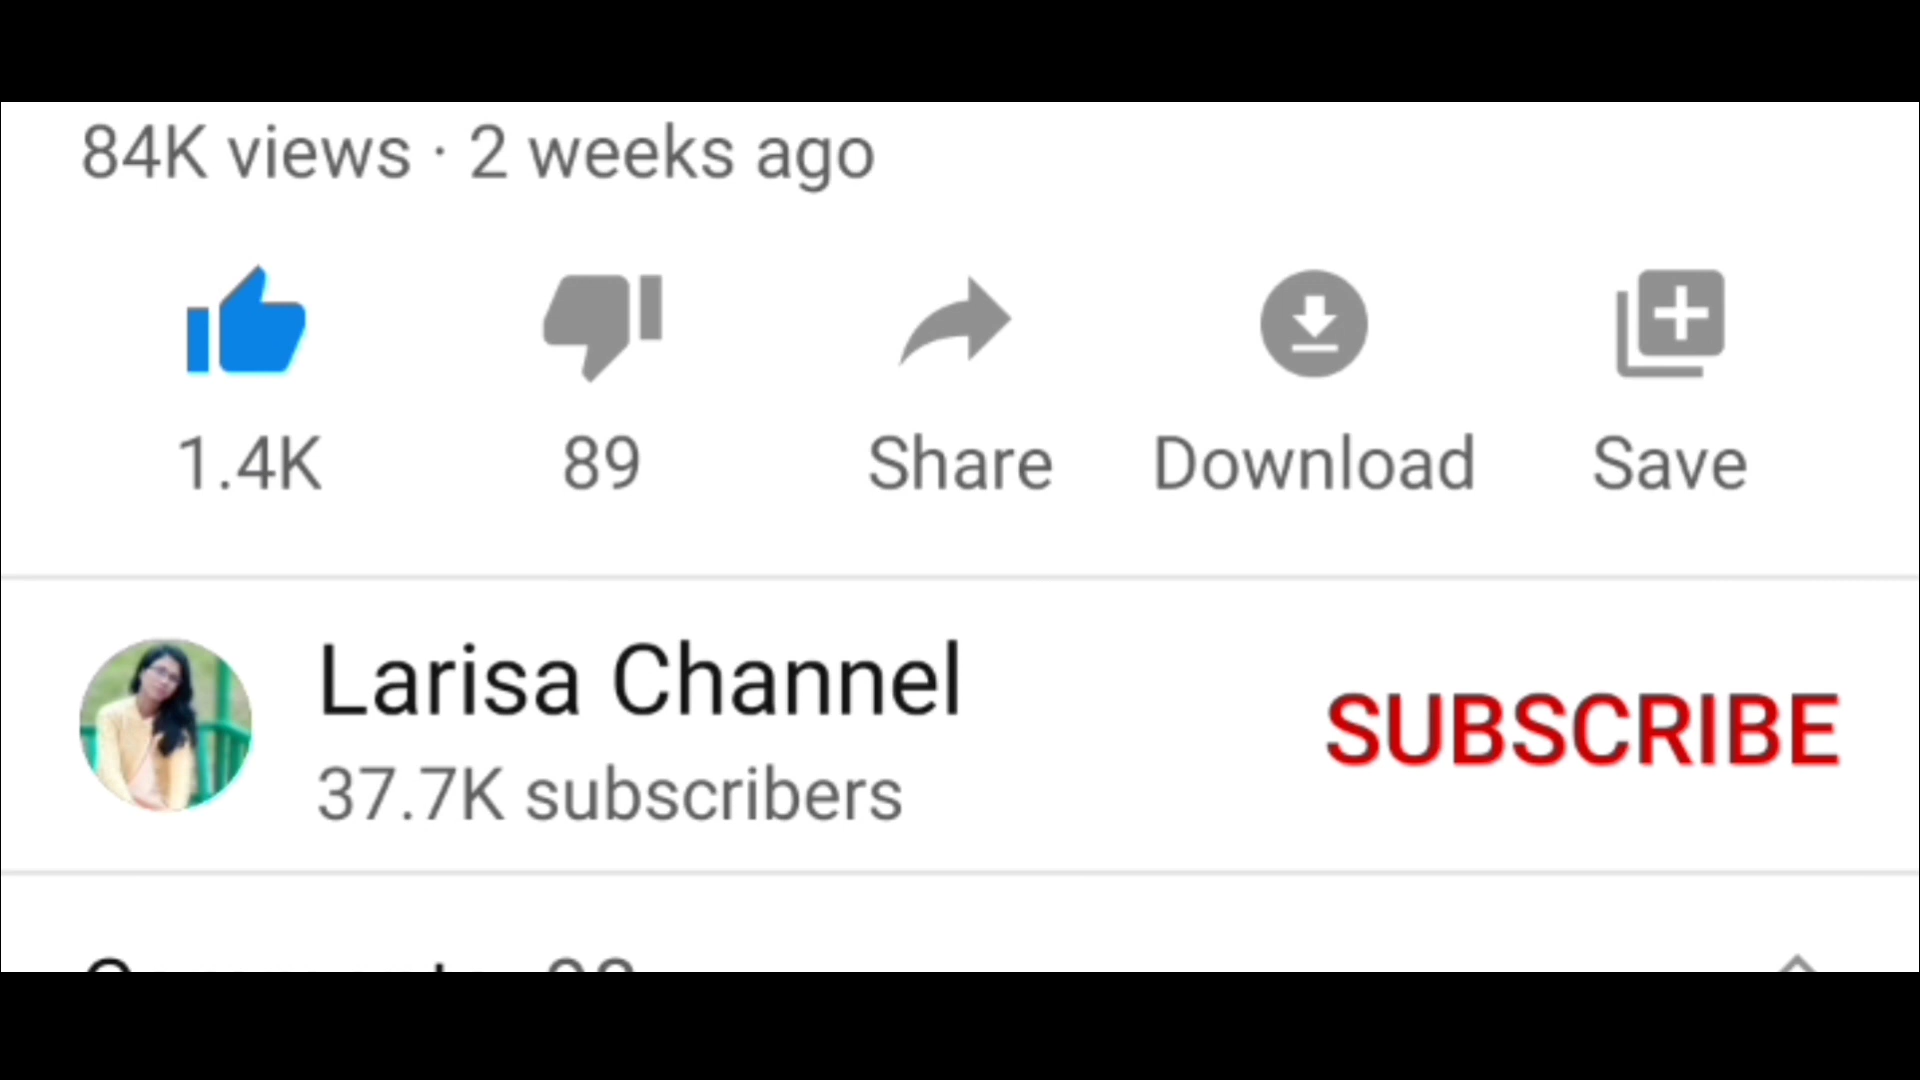 84K views · 2 weeks ago
1.4K 89 Share Download Save
Larisa Channel
SUBSCRIBE
37.7K subscribers